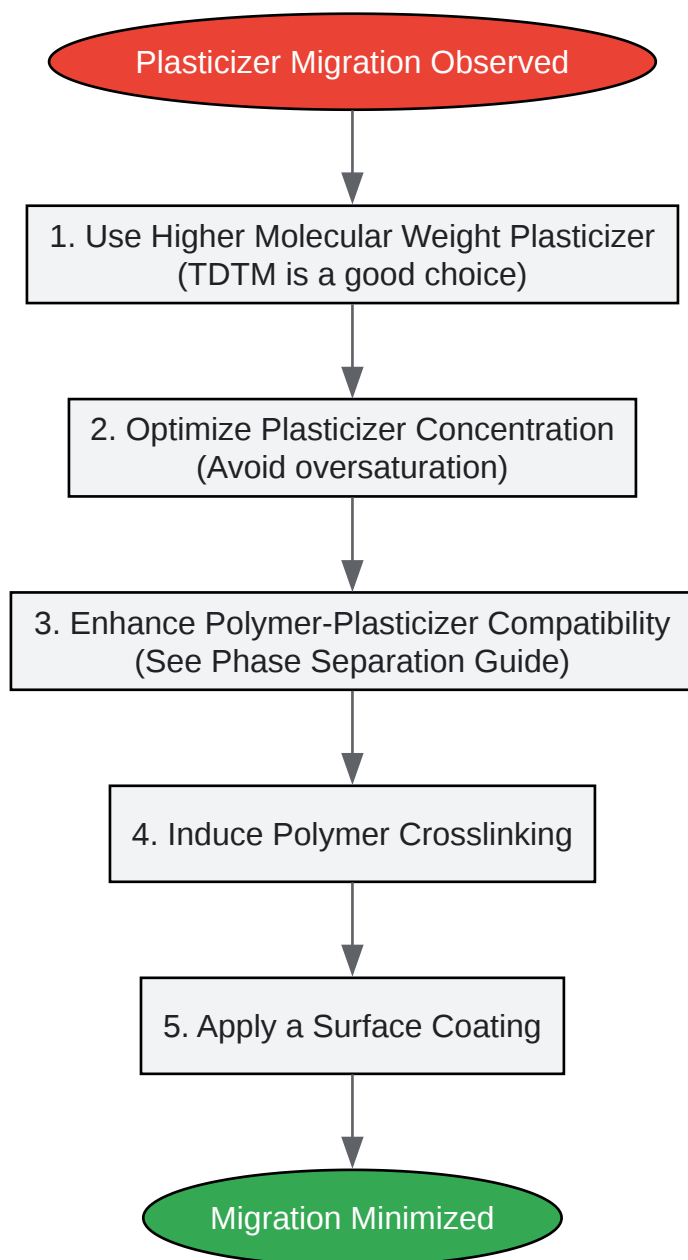 Plasticizer Migration Observed
1. Use Higher Molecular Weight Plasticizer
(TDTM is a good choice)
2. Optimize Plasticizer Concentration
(Avoid oversaturation)
3. Enhance Polymer-Plasticizer Compatibility
(See Phase Separation Guide)
4. Induce Polymer Crosslinking
5. Apply a Surface Coating
Migration Minimized